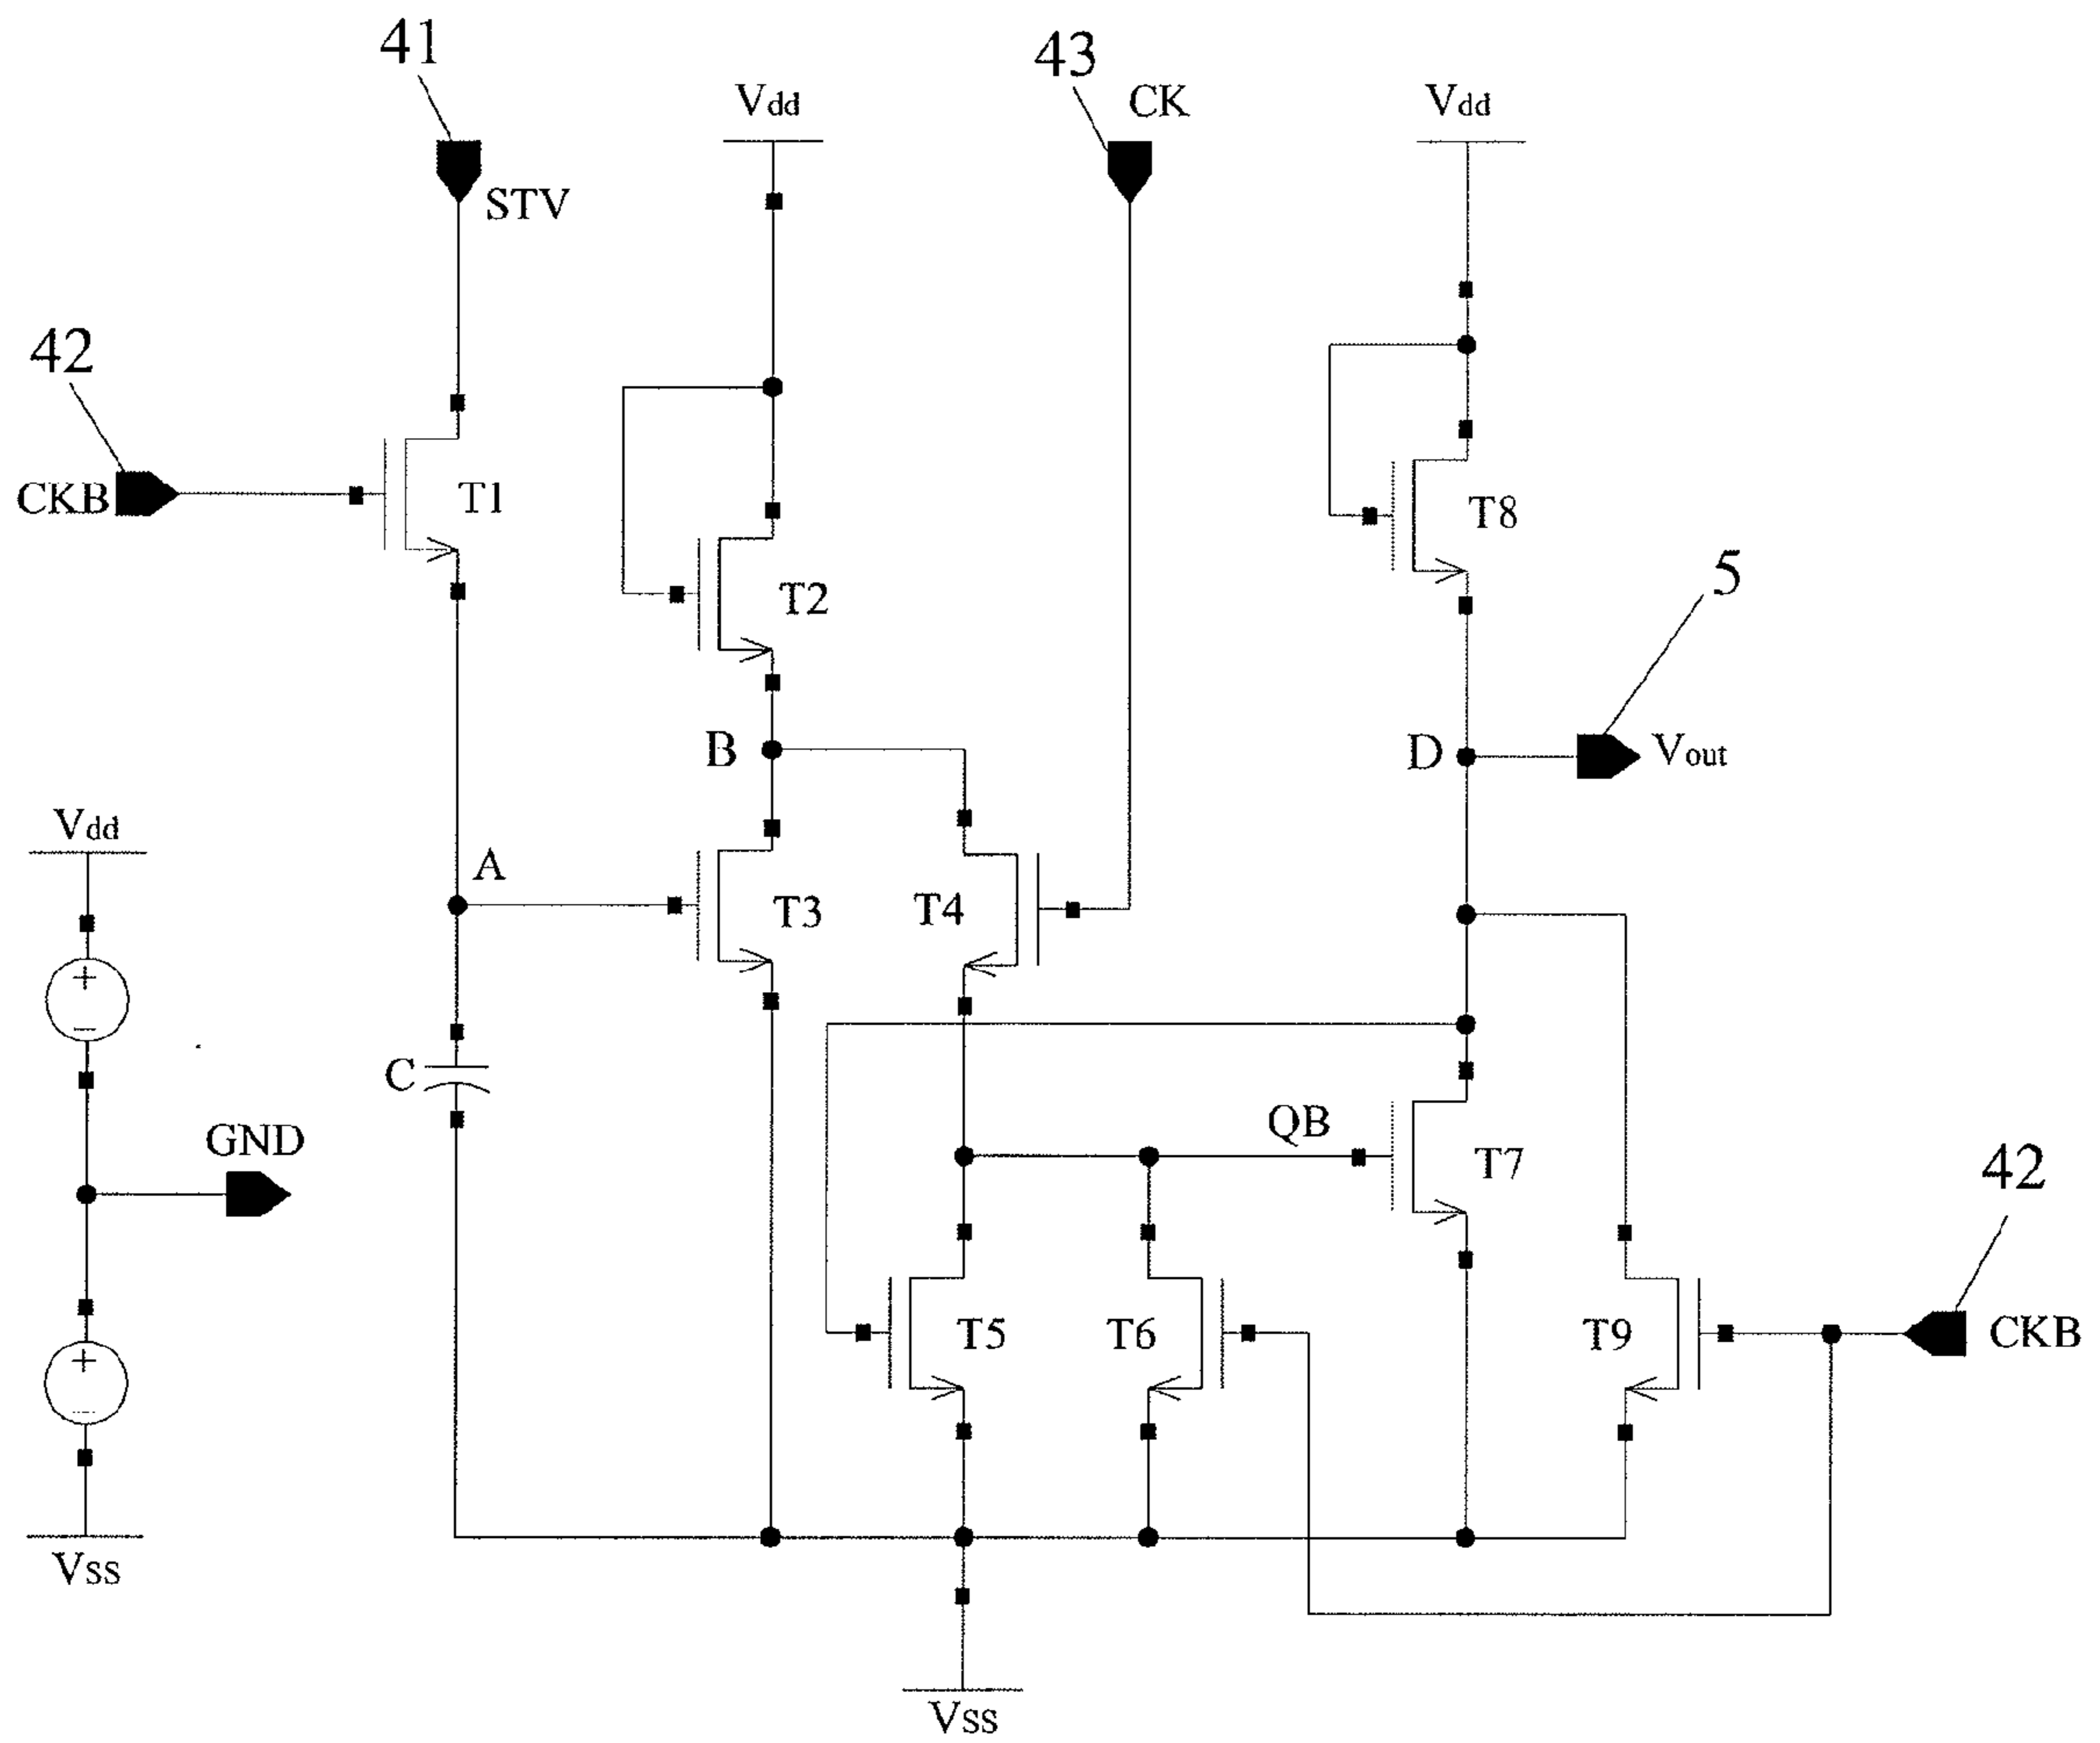 41
43
Vdd
CK
Vdd
STV
42
CKB
T1
T8
T2
5
B
D
Vout
Vdd
A
T3
T4
+
−
C
QB
GND
T7
42
T5
T6
T9
CKB
+
−
Vss
Vss